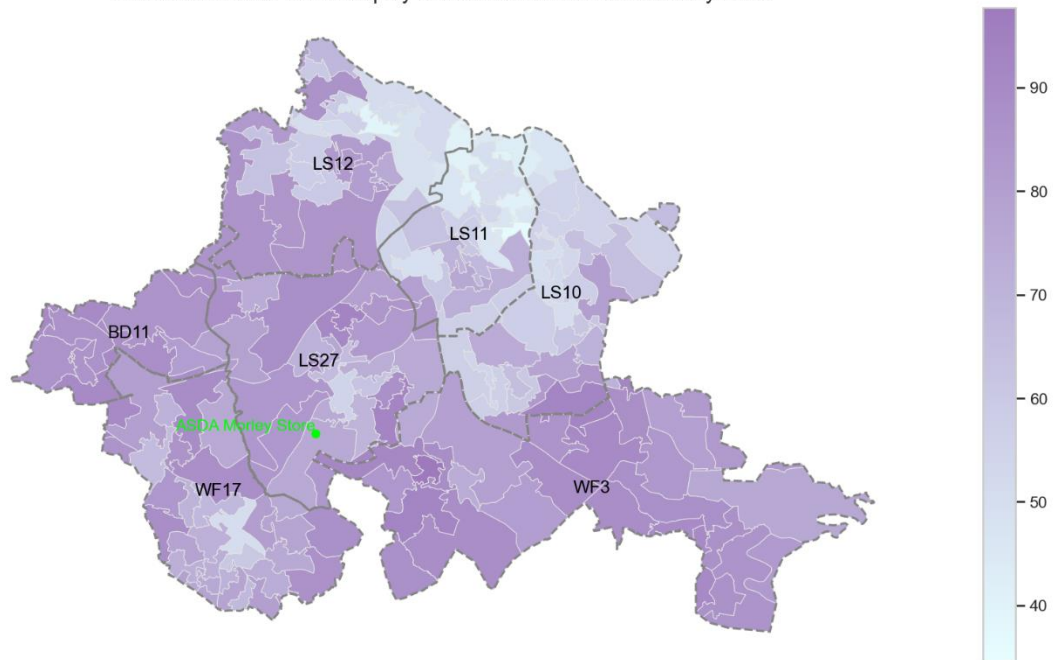 90
LS12
80
LS11
LS10
70
BD11
LS27
60
ASDA Morley Store
WF17
WF3
50
40